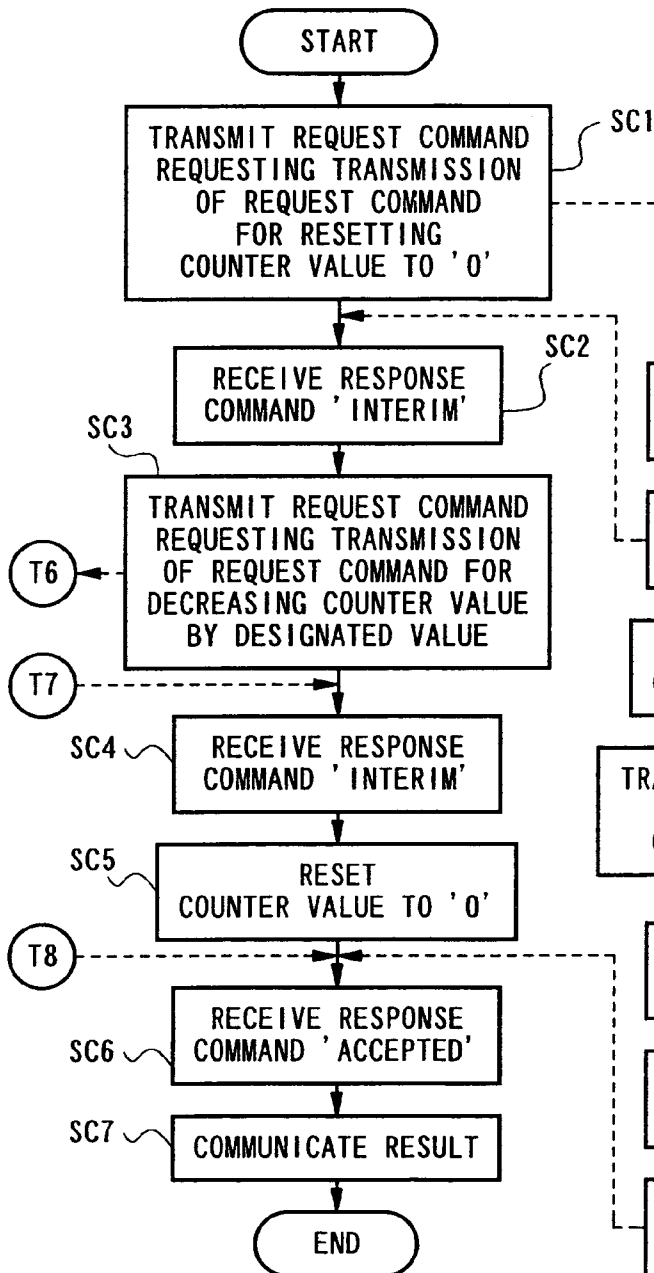 START
SC1
TRANSMIT REQUEST COMMAND
REQUESTING TRANSMISSION
OF REQUEST COMMAND
FOR RESETTING
COUNTER VALUE TO '0'
SC2
RECEIVE RESPONSE
COMMAND 'INTERIM'
SC3
TRANSMIT REQUEST COMMAND
REQUESTING TRANSMISSION
OF REQUEST COMMAND FOR
DECREASING COUNTER VALUE
BY DESIGNATED VALUE
T6
T7
SC4
RECEIVE RESPONSE
COMMAND 'INTERIM'
SC5
RESET
COUNTER VALUE TO '0'
T8
SC6
RECEIVE RESPONSE
COMMAND 'ACCEPTED'
SC7
COMMUNICATE RESULT
END